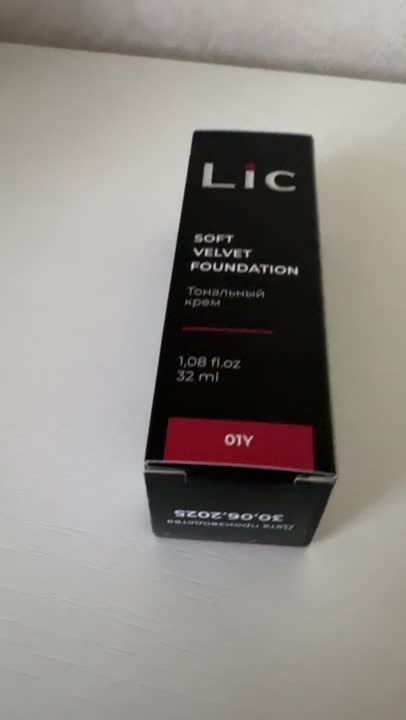 Lic
SOFT
VELVET
FOUNDATION
Тональный
крем
1,08 fl.oz
32 ml
01Y
Дата производства
30.06.2025